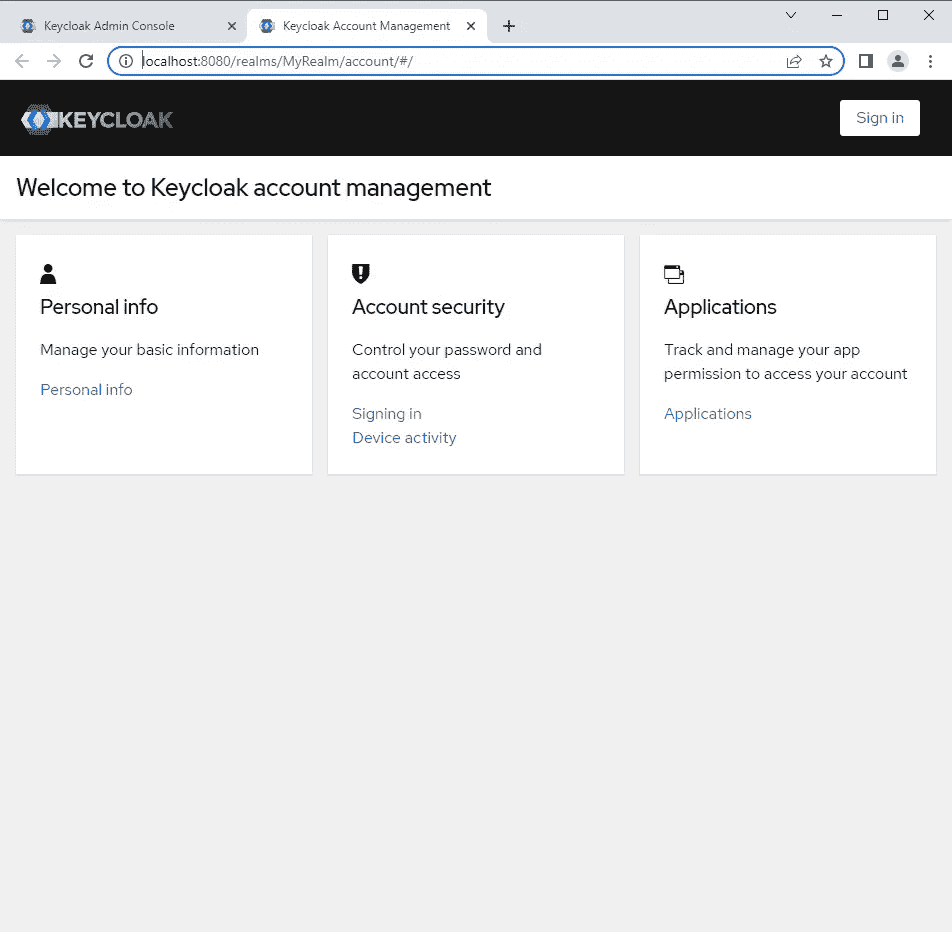 Keycloak Admin Console
Keycloak Account Management
localhost:8080/realms/MyRealm/account/#/
KEYCLOAK
Sign in
Welcome to Keycloak account management
Personal info
Manage your basic information
Personal info
Account security
Control your password and
account access
Signing in
Device activity
Applications
Track and manage your app
permission to access your account
Applications